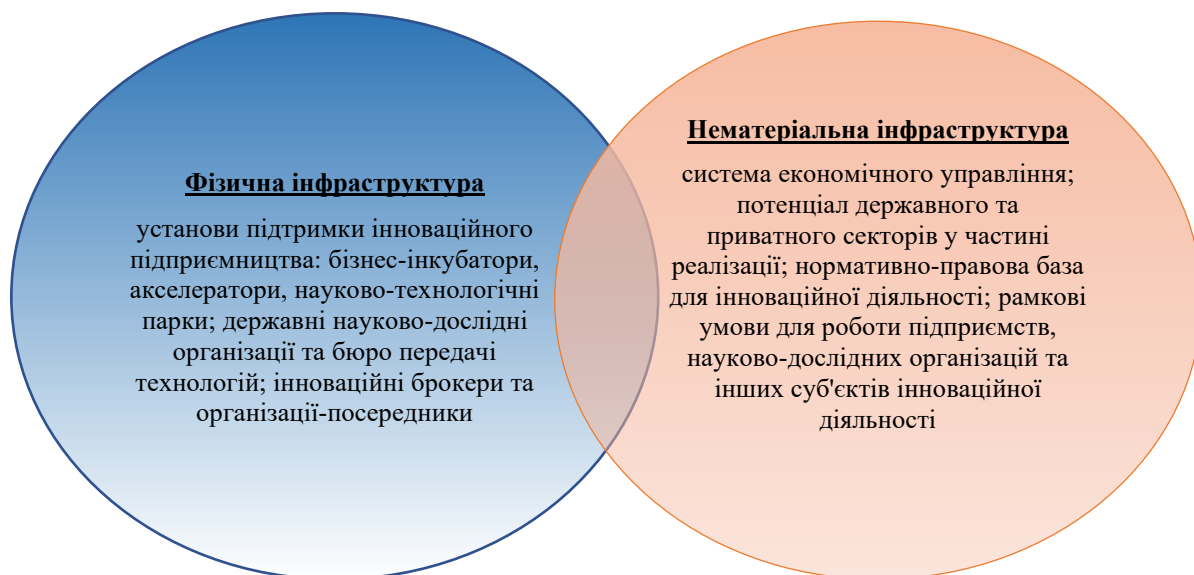 Фізична інфраструктура
установи підтримки інноваційного
підприємництва: бізнес-інкубатори,
акселератори, науково-технологічні
парки; державні науково-дослідні
організації та бюро передачі
технологій; інноваційні брокери та
організації-посередники
Нематеріальна інфраструктура
система економічного управління;
потенціал державного та
приватного секторів у частині
реалізації; нормативно-правова база
для інноваційної діяльності; рамкові
умови для роботи підприємств,
науково-дослідних організацій та
інших суб'єктів інноваційної
діяльності